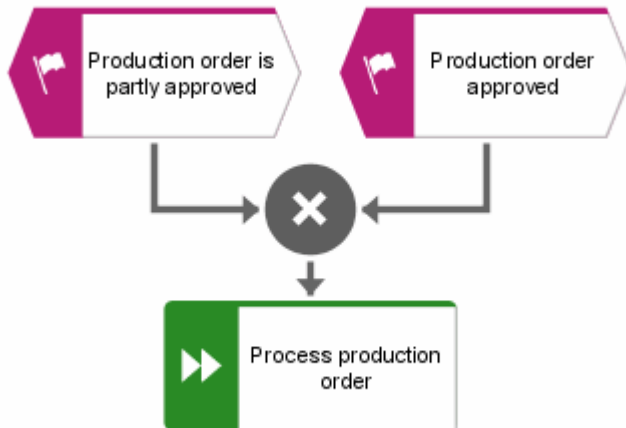 Production order is
partly approved
Production order
approved
Process production
order